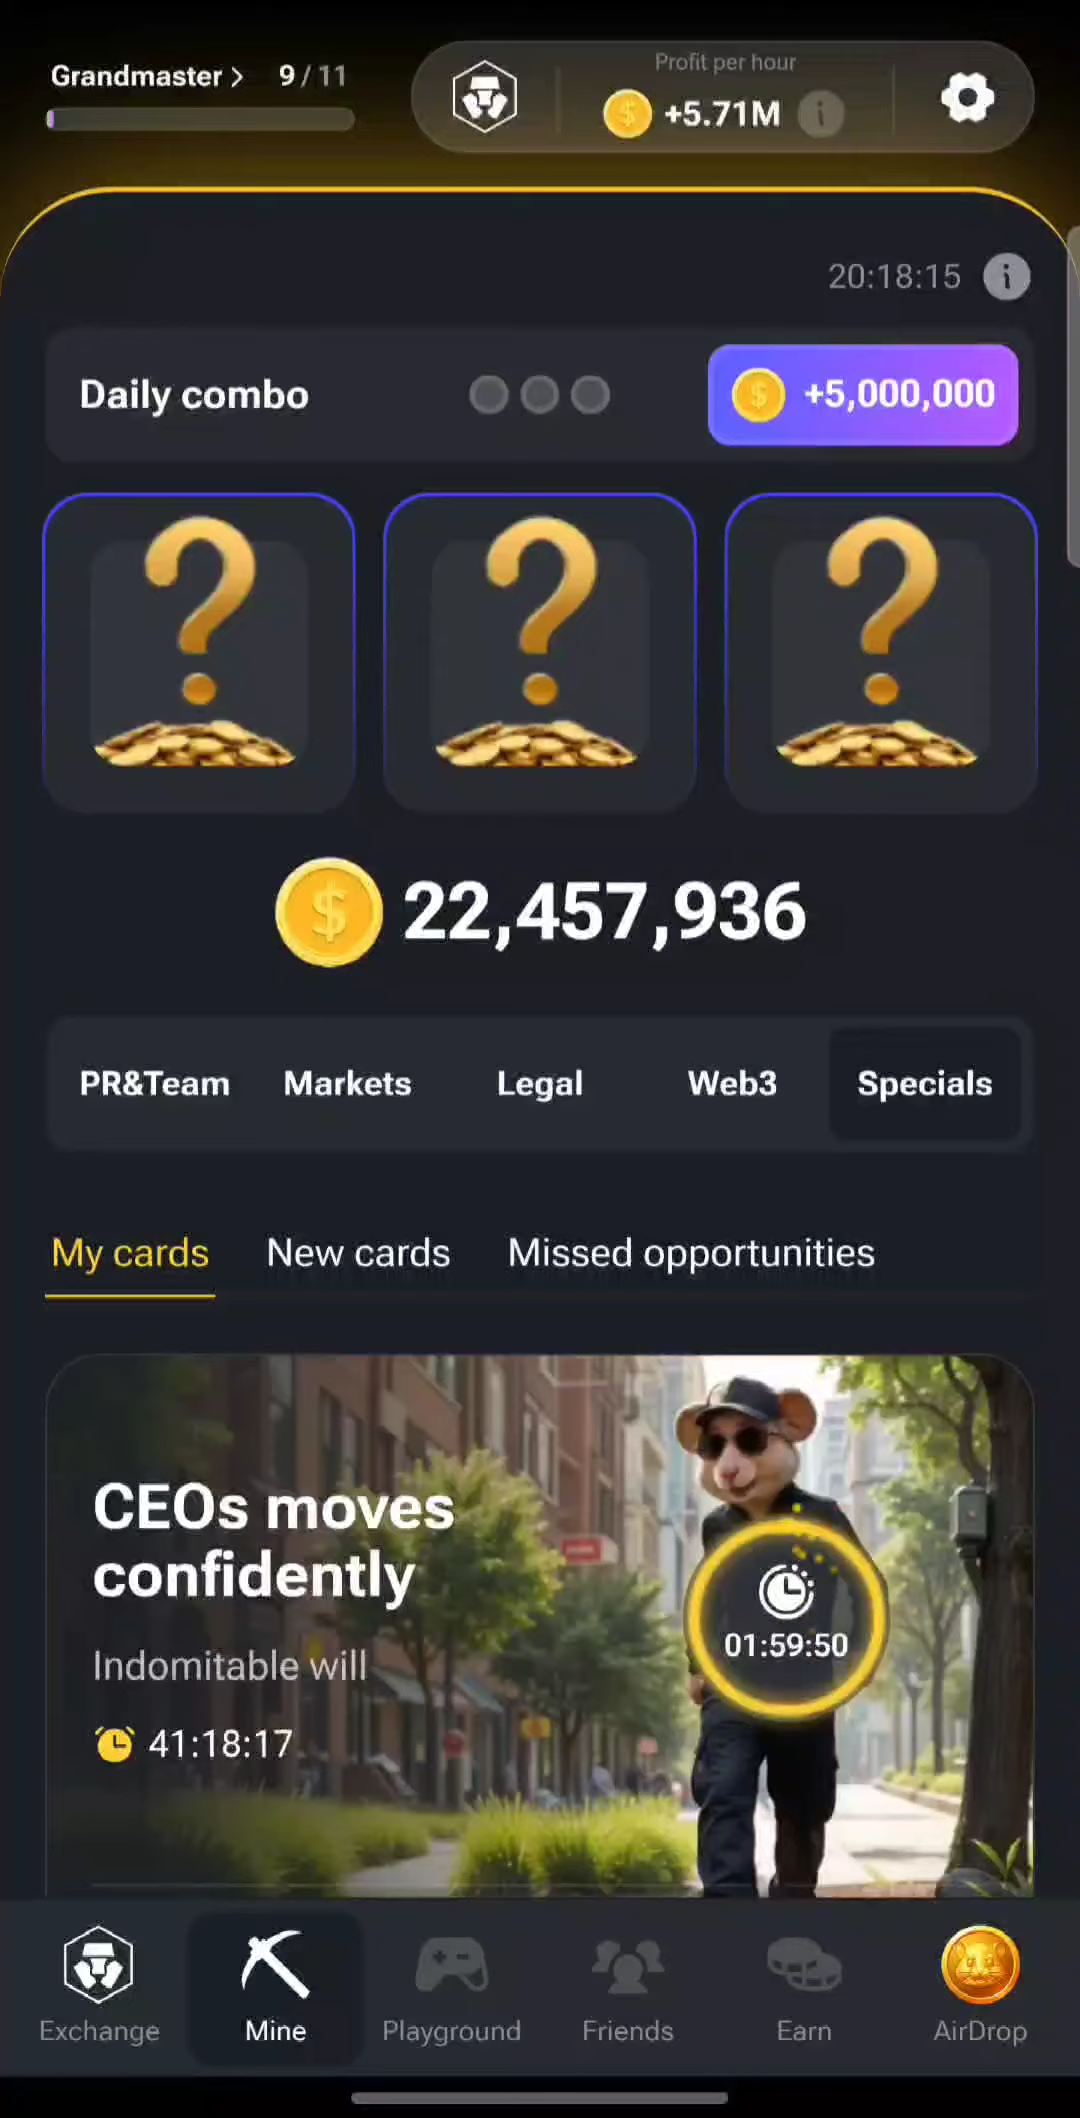 Grandmaster > 9 / 11
Profit per hour
+5.71M
20:18:15
Daily combo
+5,000,000
22,457,936
PR&Team Markets Legal Web3 Specials
My cards New cards Missed opportunities
CEOs moves
confidently
01:59:50
Indomitable will
41:18:17
Exchange Mine Playground Friends Earn AirDrop